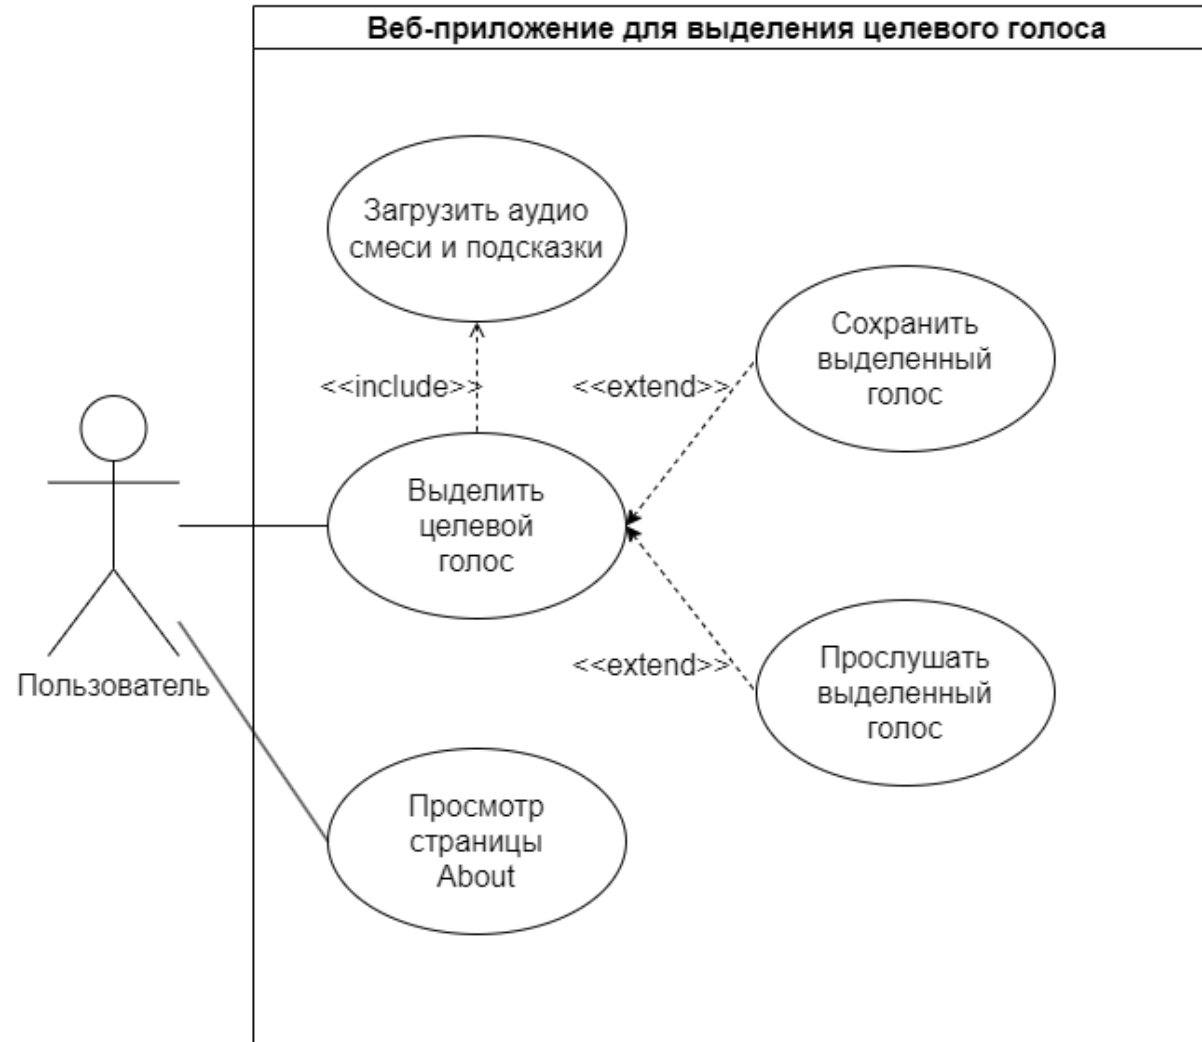 Веб-приложение для выделения целевого голоса
Загрузить аудио
смеси и подсказки
<<include>>
<<extend>>
Сохранить
выделенный
голос
Выделить
целевой
голос
Пользователь
<<extend>>
Прослушать
выделенный
голос
Просмотр
страницы
About